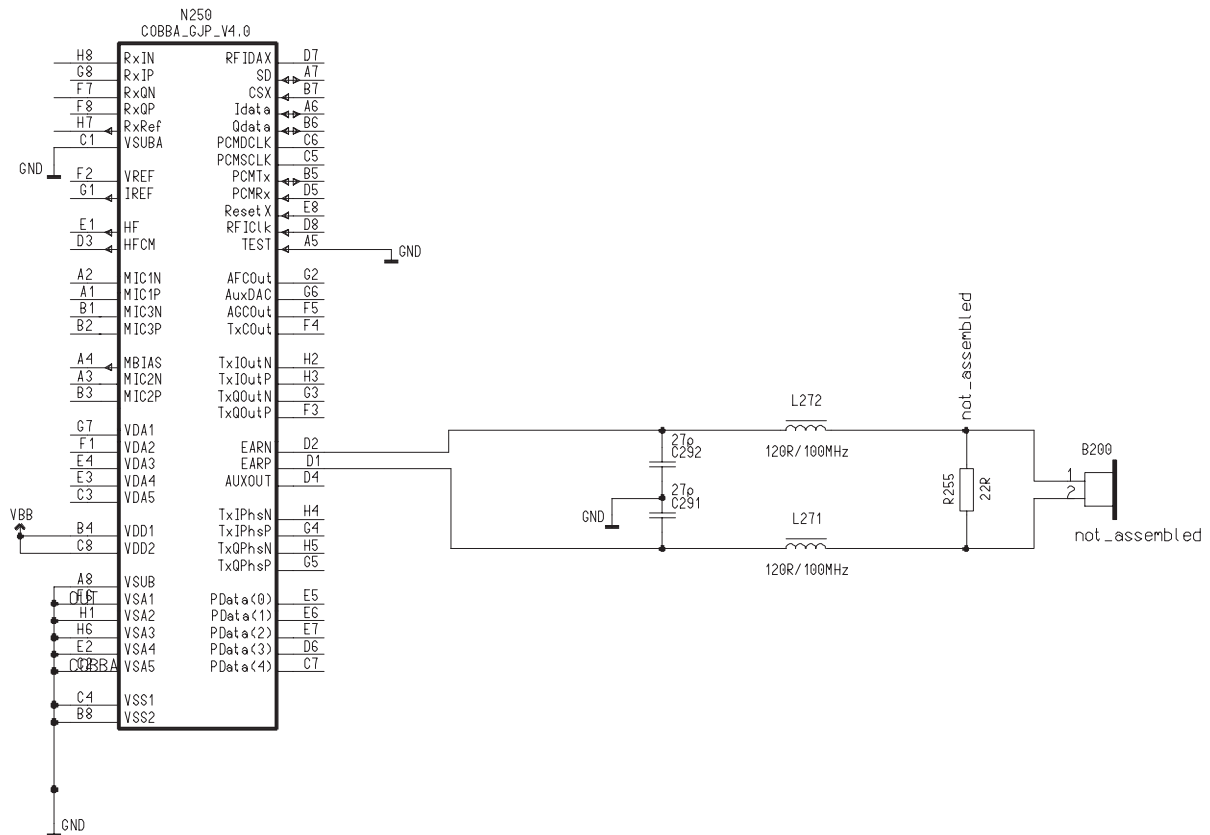 N250
COBBA_GJP_V4.0
H8 RxIN RFIDAX D7
G8 RxIP SD A7
F7 RxQN CSX B7
F8 RxQP Idata A6
H7 RxRef Qdata B6
C1 VSUBA PCMDCLK C6
PCMSCLK C5
GND
F2 VREF PCMTx B5
G1 IREF PCMRx D5
ResetX E8
E1 HF RFIClk D8
D3 HFCM TEST A5
GND
A2 MIC1N AFCOut G2
A1 MIC1P AuxDAC G6
B1 MIC3N AGCOut F5
B2 MIC3P TxCOut F4
A4 MBIAS TxIOutN H2
A3 MIC2N TxIOutP H3
B3 MIC2P TxQOutN G3
TxQOutP F3
G7 VDA1
F1 VDA2 EARN D2
E4 VDA3 EARP D1
E3 VDA4 AUXOUT D4
C3 VDA5
TxIPhsN H4
VBB
B4 VDD1 TxIPhsP G4
C8 VDD2 TxQPhsN H5
TxQPhsP G5
A8 VSUB
F6 OUT VSA1 PData(0) E5
H1 VSA2 PData(1) E6
H6 VSA3 PData(2) E7
E2 VSA4 PData(3) D6
C2 COBBA VSA5 PData(4) C7
C4 VSS1
B8 VSS2
GND
L272
120R/100MHz
27p
C292
27p
C291
GND
L271
120R/100MHz
not_assembled
R255
22R
B200
1
2
not_assembled